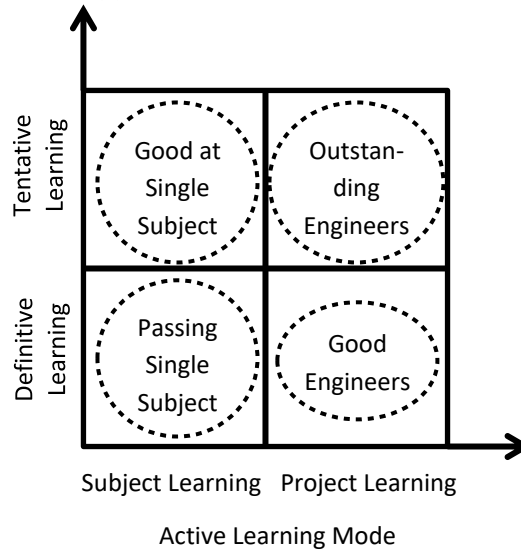 Tentative
Learning
Good at
Single
Subject
Outstan-
ding
Engineers
Definitive
Learning
Passing
Single
Subject
Good
Engineers
Subject Learning
Project Learning
Active Learning Mode